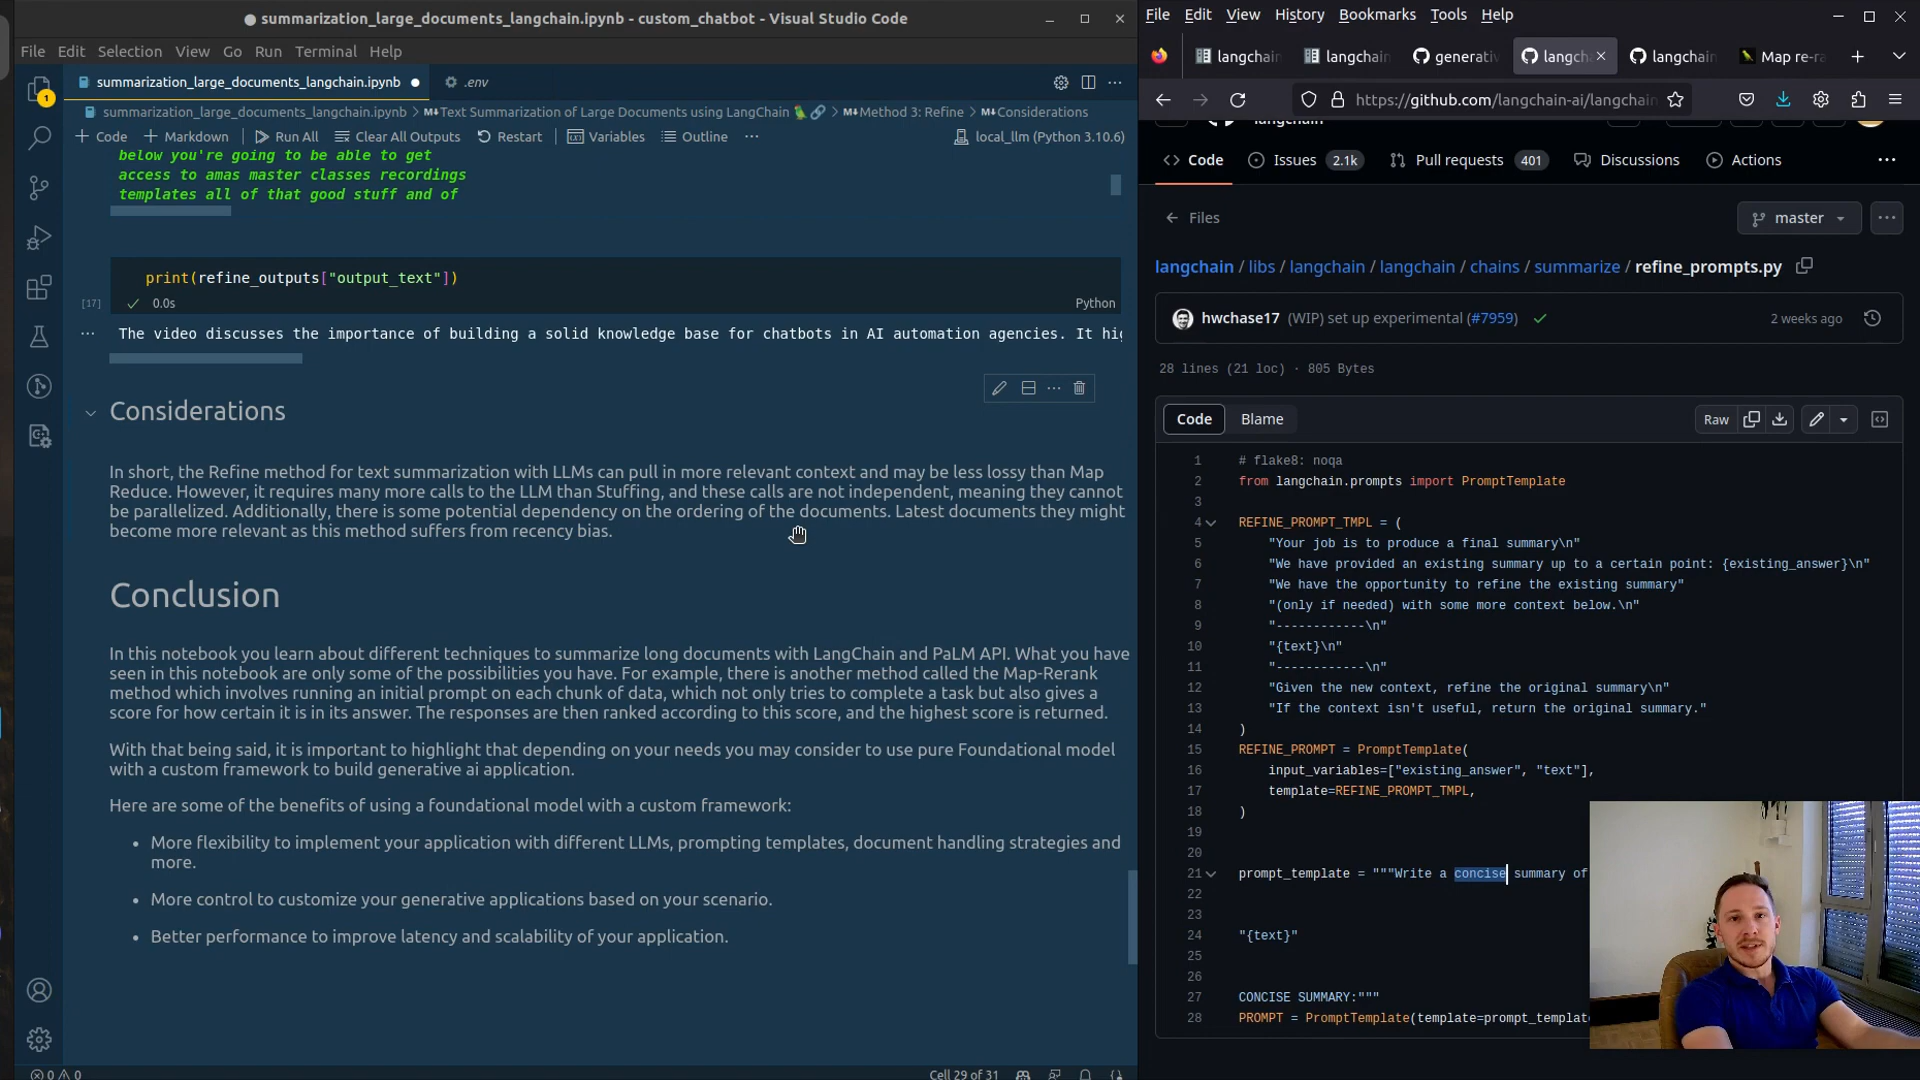 summarization_large_documents_langchain.ipynb - custom_chatbot - Visual Studio Code
File Edit Selection View Go Run Terminal Help
summarization_large_documents_langchain.ipynb
.env
summarization_large_documents_langchain.ipynb > Text Summarization of Large Documents using LangChain > Method 3: Refine > Considerations
Code Markdown Run All Clear All Outputs Restart Variables Outline ... local_llm (Python 3.10.6)
1
below you're going to be able to get
access to amas master classes recordings
templates all of that good stuff and of
print(refine_outputs["output_text"])
[17] 0.0s Python
The video discusses the importance of building a solid knowledge base for chatbots in AI automation agencies. It hig
Considerations
In short, the Refine method for text summarization with LLMs can pull in more relevant context and may be less lossy than Map
Reduce. However, it requires many more calls to the LLM than Stuffing, and these calls are not independent, meaning they cannot
be parallelized. Additionally, there is some potential dependency on the ordering of the documents. Latest documents they might
become more relevant as this method suffers from recency bias.
Conclusion
In this notebook you learn about different techniques to summarize long documents with LangChain and PaLM API. What you have
seen in this notebook are only some of the possibilities you have. For example, there is another method called the Map-Rerank
method which involves running an initial prompt on each chunk of data, which not only tries to complete a task but also gives a
score for how certain it is in its answer. The responses are then ranked according to this score, and the highest score is returned.
With that being said, it is important to highlight that depending on your needs you may consider to use pure Foundational model
with a custom framework to build generative ai application.
Here are some of the benefits of using a foundational model with a custom framework:
• More flexibility to implement your application with different LLMs, prompting templates, document handling strategies and
more.
• More control to customize your generative applications based on your scenario.
• Better performance to improve latency and scalability of your application.
0 0 Cell 29 of 31
File Edit View History Bookmarks Tools Help
langchain langchain generativ langch langchain Map re-ra
https://github.com/langchain-ai/langchain
langchain
Code Issues 2.1k Pull requests 401 Discussions Actions
Files master
langchain / libs / langchain / langchain / chains / summarize / refine_prompts.py
hwchase17 (WIP) set up experimental (#7959) 2 weeks ago
28 lines (21 loc) · 805 Bytes
Code Blame Raw
1 # flake8: noqa
2 from langchain.prompts import PromptTemplate
3
4 REFINE_PROMPT_TMPL = (
5 "Your job is to produce a final summary\n"
6 "We have provided an existing summary up to a certain point: {existing_answer}\n"
7 "We have the opportunity to refine the existing summary"
8 "(only if needed) with some more context below.\n"
9 "------------\n"
10 "{text}\n"
11 "------------\n"
12 "Given the new context, refine the original summary\n"
13 "If the context isn't useful, return the original summary."
14 )
15 REFINE_PROMPT = PromptTemplate(
16 input_variables=["existing_answer", "text"],
17 template=REFINE_PROMPT_TMPL,
18 )
19
20
21 prompt_template = """Write a concise summary of
22
23
24 "{text}"
25
26
27 CONCISE SUMMARY:"""
28 PROMPT = PromptTemplate(template=prompt_templat